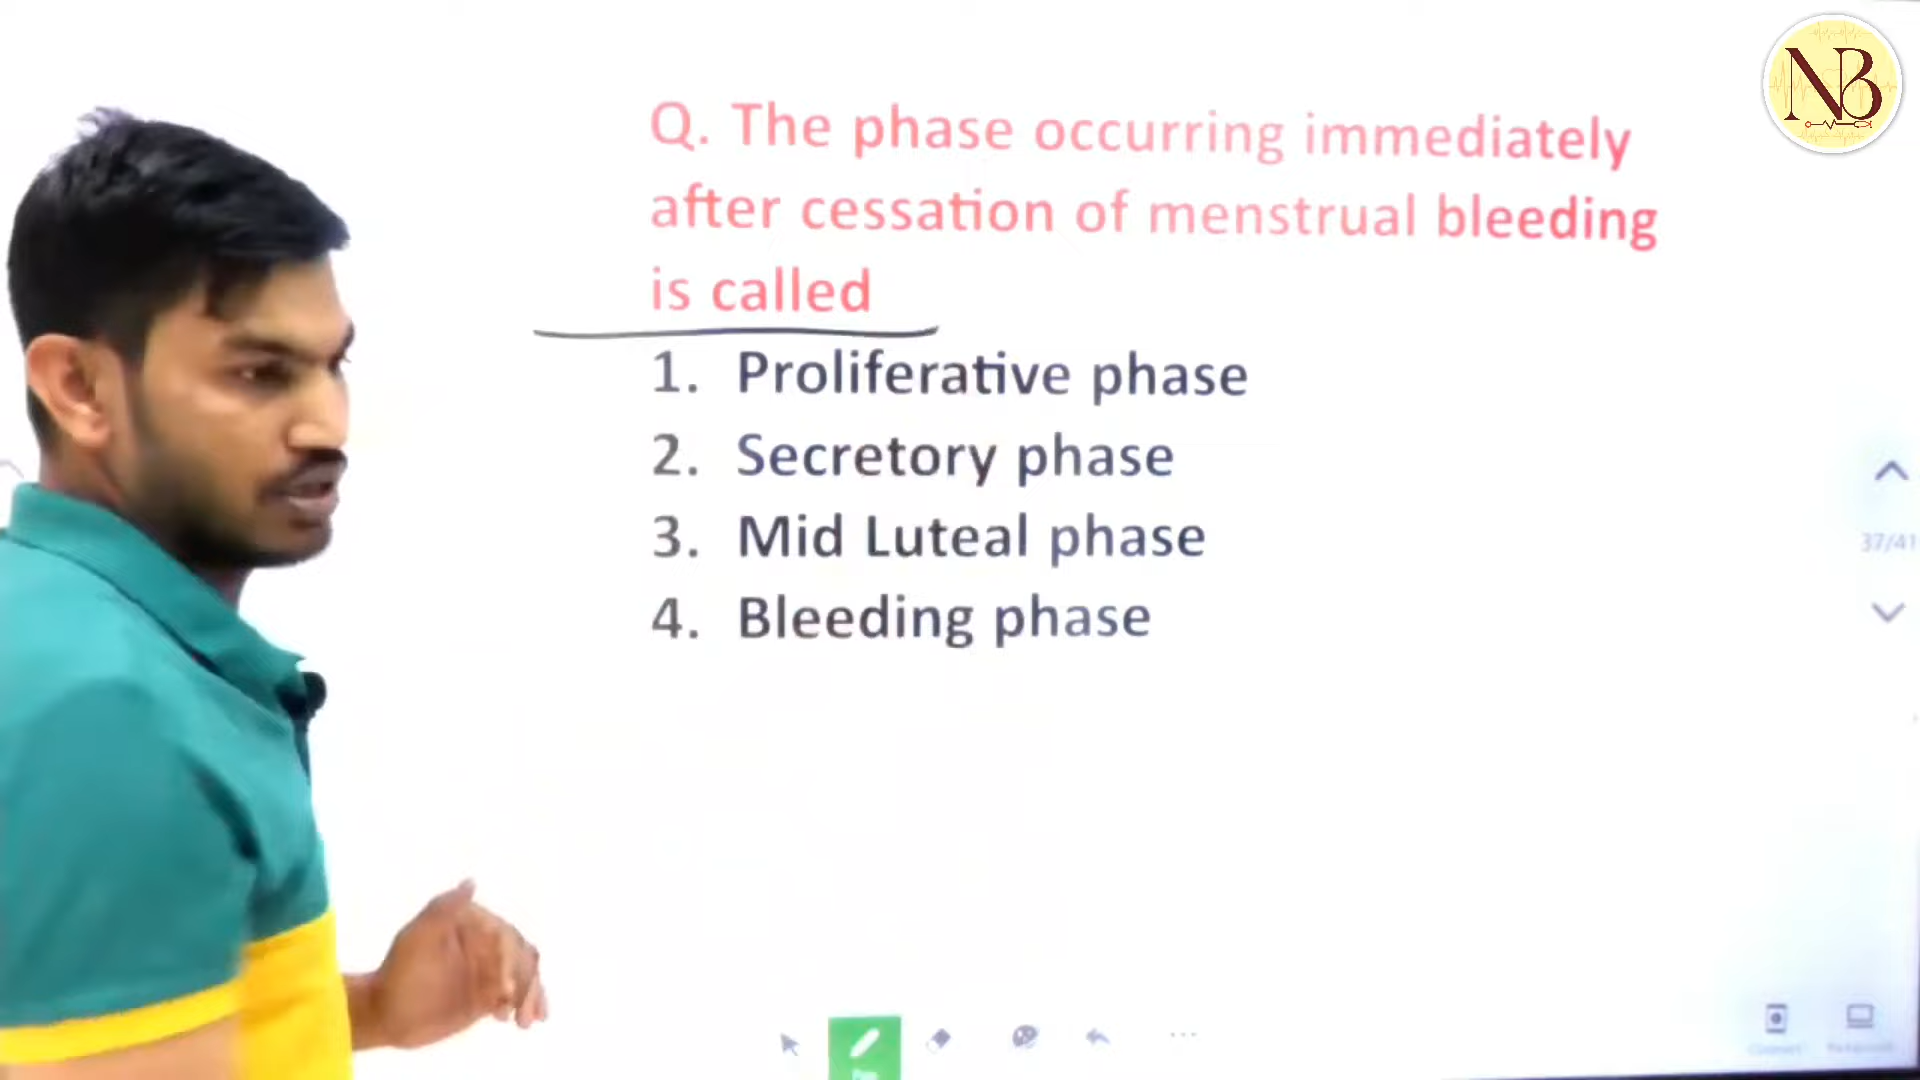 NB
Q. The phase occurring immediately
after cessation of menstrual bleeding
is called
1. Proliferative phase
2. Secretory phase
3. Mid Luteal phase
4. Bleeding phase
37/41